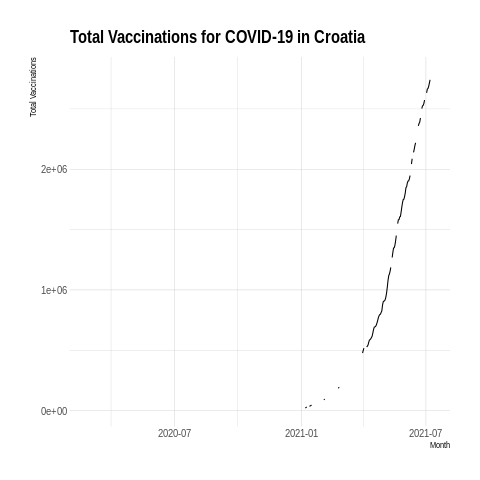 Total Vaccinations for COVID-19 in Croatia
Total Vaccinations
2e+06
1e+06
0e+00
2020-07
2021-01
2021-07
Month